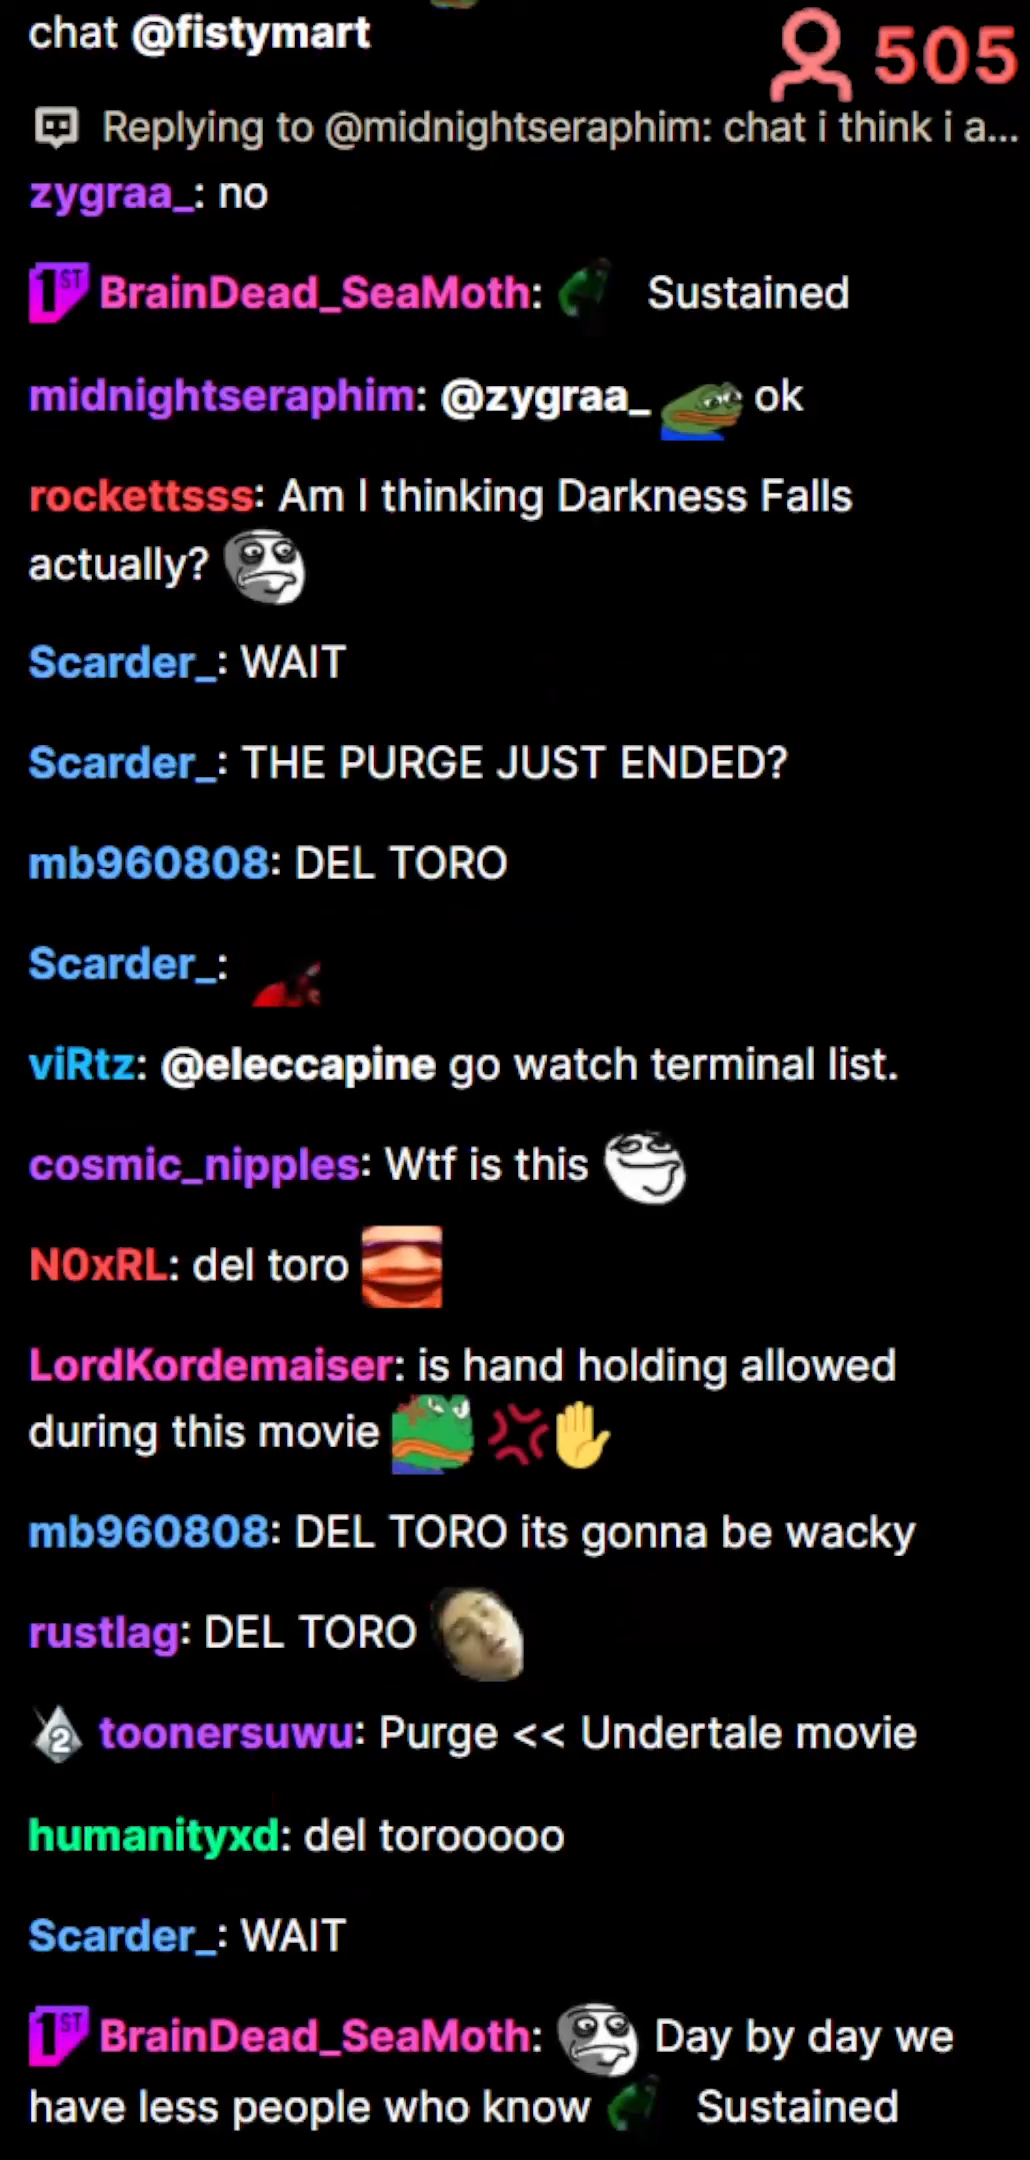 chat @fistymart
505
Replying to @midnightseraphim: chat i think i a...
zygraa_: no
1ST BrainDead_SeaMoth: Sustained
midnightseraphim: @zygraa_ ok
rockettsss: Am I thinking Darkness Falls
actually?
Scarder_: WAIT
Scarder_: THE PURGE JUST ENDED?
mb960808: DEL TORO
Scarder_:
viRtz: @eleccapine go watch terminal list.
cosmic_nipples: Wtf is this
N0xRL: del toro
LordKordemaiser: is hand holding allowed
during this movie
mb960808: DEL TORO its gonna be wacky
rustlag: DEL TORO
2 toonersuwu: Purge << Undertale movie
humanityxd: del torooooo
Scarder_: WAIT
1ST BrainDead_SeaMoth: Day by day we
have less people who know Sustained